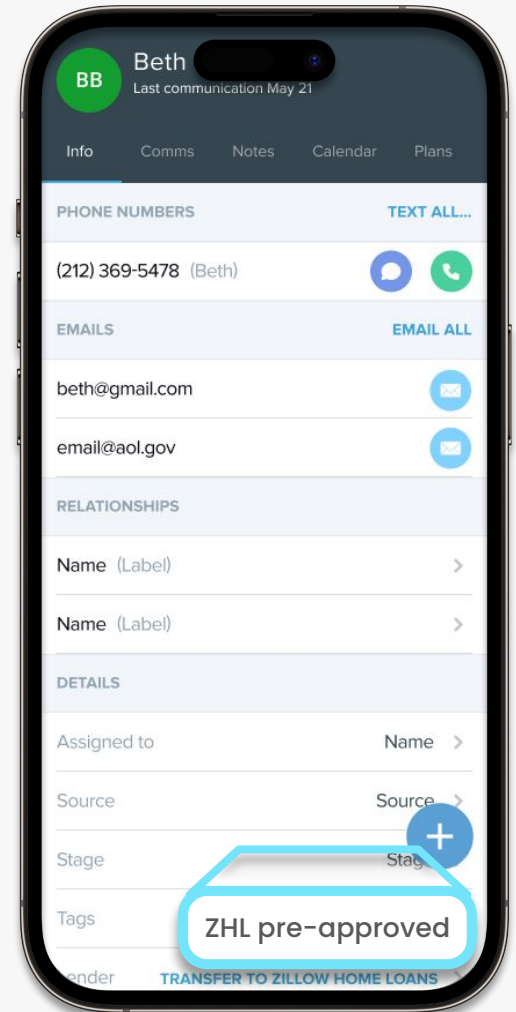 BB
Beth
Last communication May 21
Info Comms Notes Calendar Plans
PHONE NUMBERS TEXT ALL...
(212) 369-5478 (Beth)
EMAILS EMAIL ALL
beth@gmail.com
email@aol.gov
RELATIONSHIPS
Name (Label)
Name (Label)
DETAILS
Assigned to Name
Source Source
Stage Stage
Tags
ZHL pre-approved
Lender TRANSFER TO ZILLOW HOME LOANS